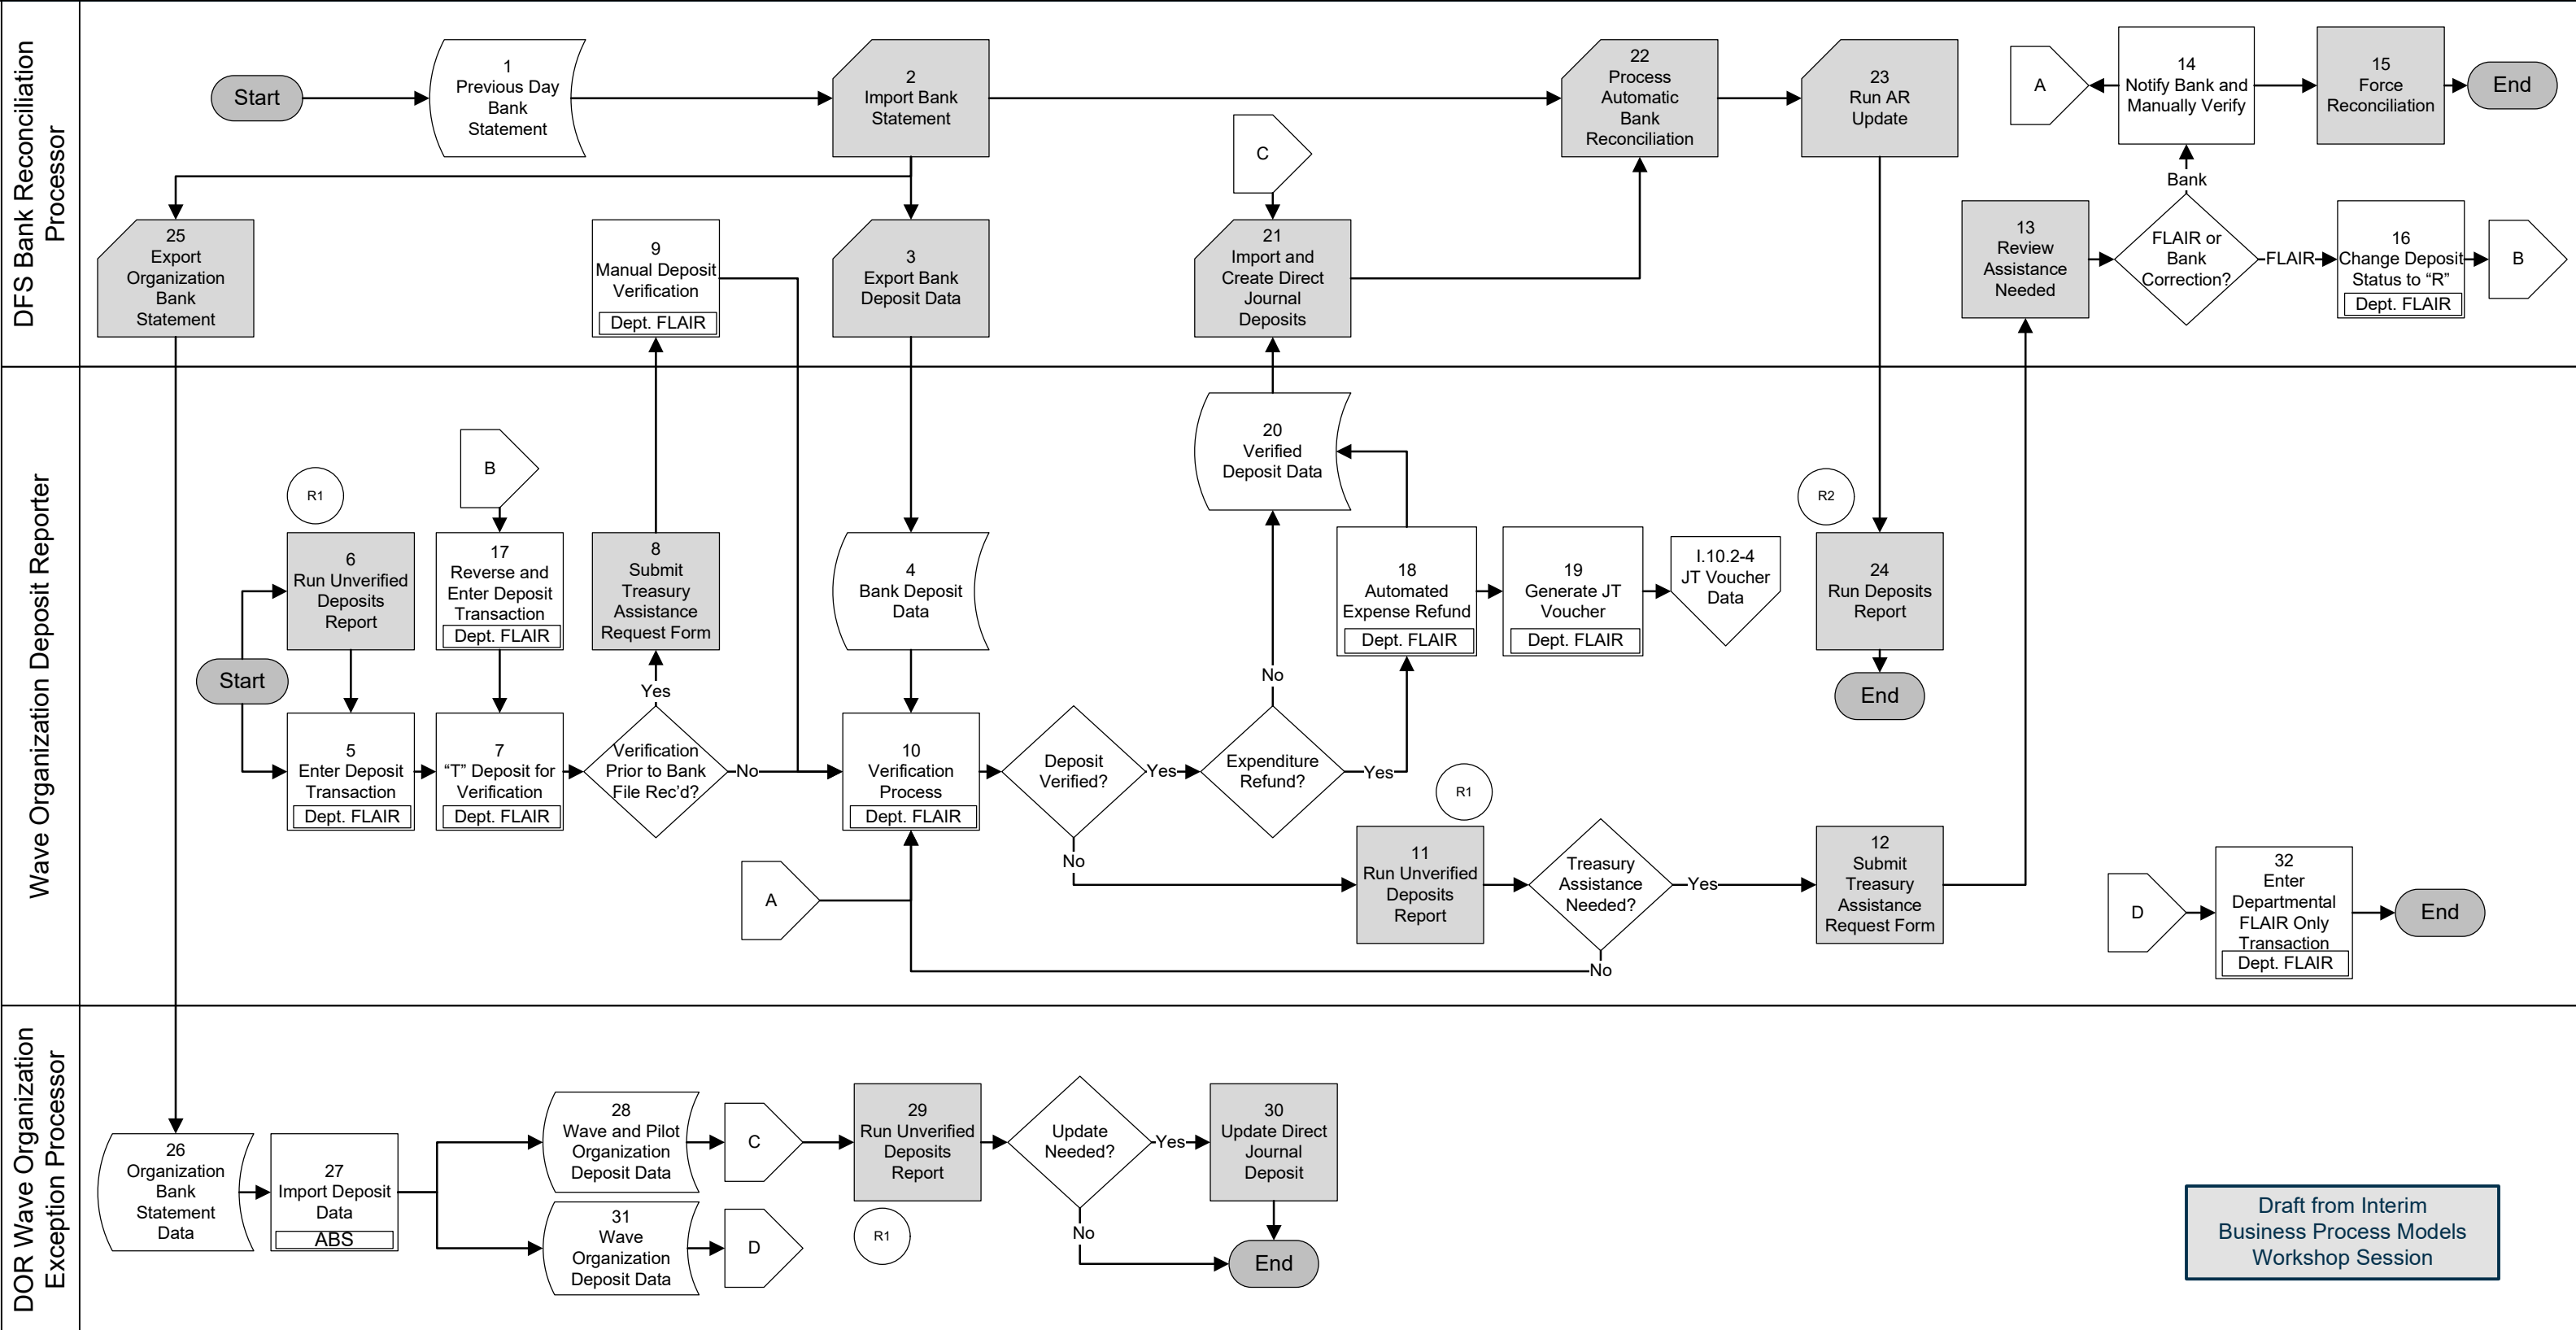 DFS Bank Reconciliation
Processor
Start
1
Previous Day
Bank
Statement
2
Import Bank
Statement
22
Process
Automatic
Bank
Reconciliation
23
Run AR
Update
A
14
Notify Bank and
Manually Verify
15
Force
Reconciliation
End
C
Bank
25
Export
Organization
Bank
Statement
9
Manual Deposit
Verification
Dept. FLAIR
3
Export Bank
Deposit Data
21
Import and
Create Direct
Journal
Deposits
13
Review
Assistance
Needed
FLAIR or
Bank
Correction?
FLAIR
16
Change Deposit
Status to “R”
Dept. FLAIR
B
Wave Organization Deposit Reporter
R1
B
20
Verified
Deposit Data
R2
6
Run Unverified
Deposits
Report
17
Reverse and
Enter Deposit
Transaction
Dept. FLAIR
8
Submit
Treasury
Assistance
Request Form
4
Bank Deposit
Data
18
Automated
Expense Refund
Dept. FLAIR
19
Generate JT
Voucher
Dept. FLAIR
I.10.2-4
JT Voucher
Data
24
Run Deposits
Report
Start
Yes
No
End
5
Enter Deposit
Transaction
Dept. FLAIR
7
“T” Deposit for
Verification
Dept. FLAIR
Verification
Prior to Bank
File Rec’d?
No
10
Verification
Process
Dept. FLAIR
Deposit
Verified?
Yes
Expenditure
Refund?
Yes
R1
No
A
11
Run Unverified
Deposits
Report
Treasury
Assistance
Needed?
Yes
12
Submit
Treasury
Assistance
Request Form
No
D
32
Enter
Departmental
FLAIR Only
Transaction
Dept. FLAIR
End
DOR Wave Organization
Exception Processor
26
Organization
Bank
Statement
Data
27
Import Deposit
Data
ABS
28
Wave and Pilot
Organization
Deposit Data
C
29
Run Unverified
Deposits
Report
Update
Needed?
Yes
30
Update Direct
Journal
Deposit
31
Wave
Organization
Deposit Data
D
R1
No
End
Draft from Interim
Business Process Models
Workshop Session